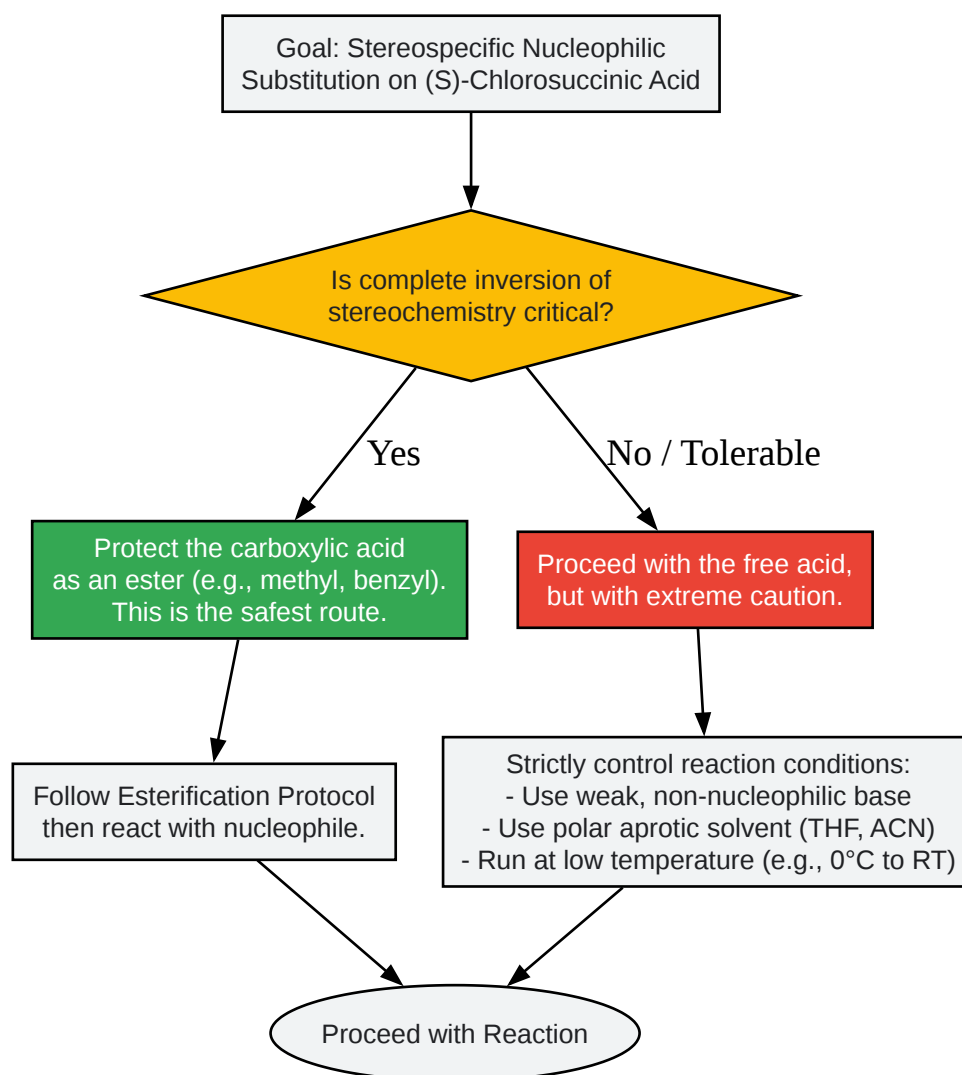 Goal: Stereospecific Nucleophilic
Substitution on (S)-Chlorosuccinic Acid
Is complete inversion of
stereochemistry critical?
Yes
No / Tolerable
Protect the carboxylic acid
as an ester (e.g., methyl, benzyl).
This is the safest route.
Proceed with the free acid,
but with extreme caution.
Follow Esterification Protocol
then react with nucleophile.
Strictly control reaction conditions:
- Use weak, non-nucleophilic base
- Use polar aprotic solvent (THF, ACN)
- Run at low temperature (e.g., 0°C to RT)
Proceed with Reaction